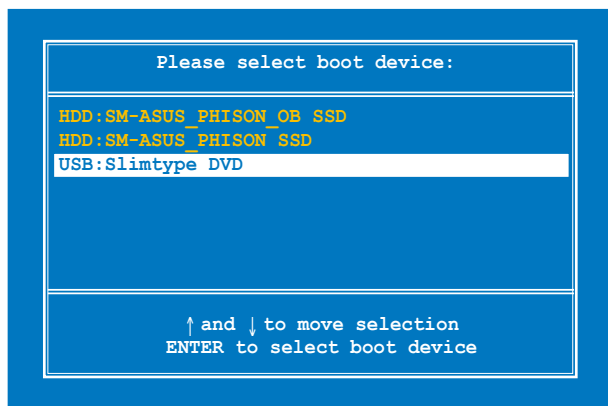 Please select boot device:
HDD:SM-ASUS_PHISON_OB SSD
HDD:SM-ASUS_PHISON SSD
USB:Slimtype DVD
↑ and ↓ to move selection
ENTER to select boot device